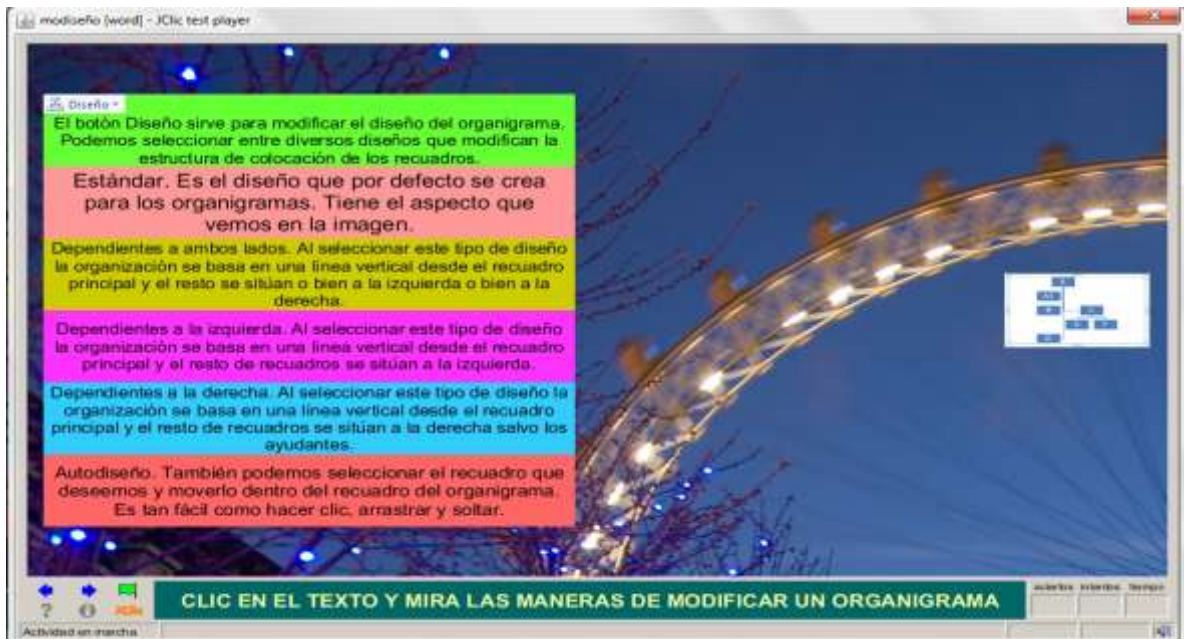 modiseño [word] - JClic test player
Diseño
El botón Diseño sirve para modificar el diseño del organigrama.
Podemos seleccionar entre diversos diseños que modifican la
estructura de colocación de los recuadros.
Estándar. Es el diseño que por defecto se crea
para los organigramas. Tiene el aspecto que
vemos en la imagen.
Dependientes a ambos lados. Al seleccionar este tipo de diseño
la organización se basa en una línea vertical desde el recuadro
principal y el resto se sitúan o bien a la izquierda o bien a la
derecha.
Dependientes a la izquierda. Al seleccionar este tipo de diseño
la organización se basa en una línea vertical desde el recuadro
principal y el resto de recuadros se sitúan a la izquierda.
Dependientes a la derecha. Al seleccionar este tipo de diseño la
organización se basa en una línea vertical desde el recuadro
principal y el resto de recuadros se sitúan a la derecha salvo los
ayudantes.
Autodiseño. También podemos seleccionar el recuadro que
deseemos y moverlo dentro del recuadro del organigrama.
Es tan fácil como hacer clic, arrastrar y soltar.
CLIC EN EL TEXTO Y MIRA LAS MANERAS DE MODIFICAR UN ORGANIGRAMA
aciertos intentos tiempo
JClic
Actividad en marcha